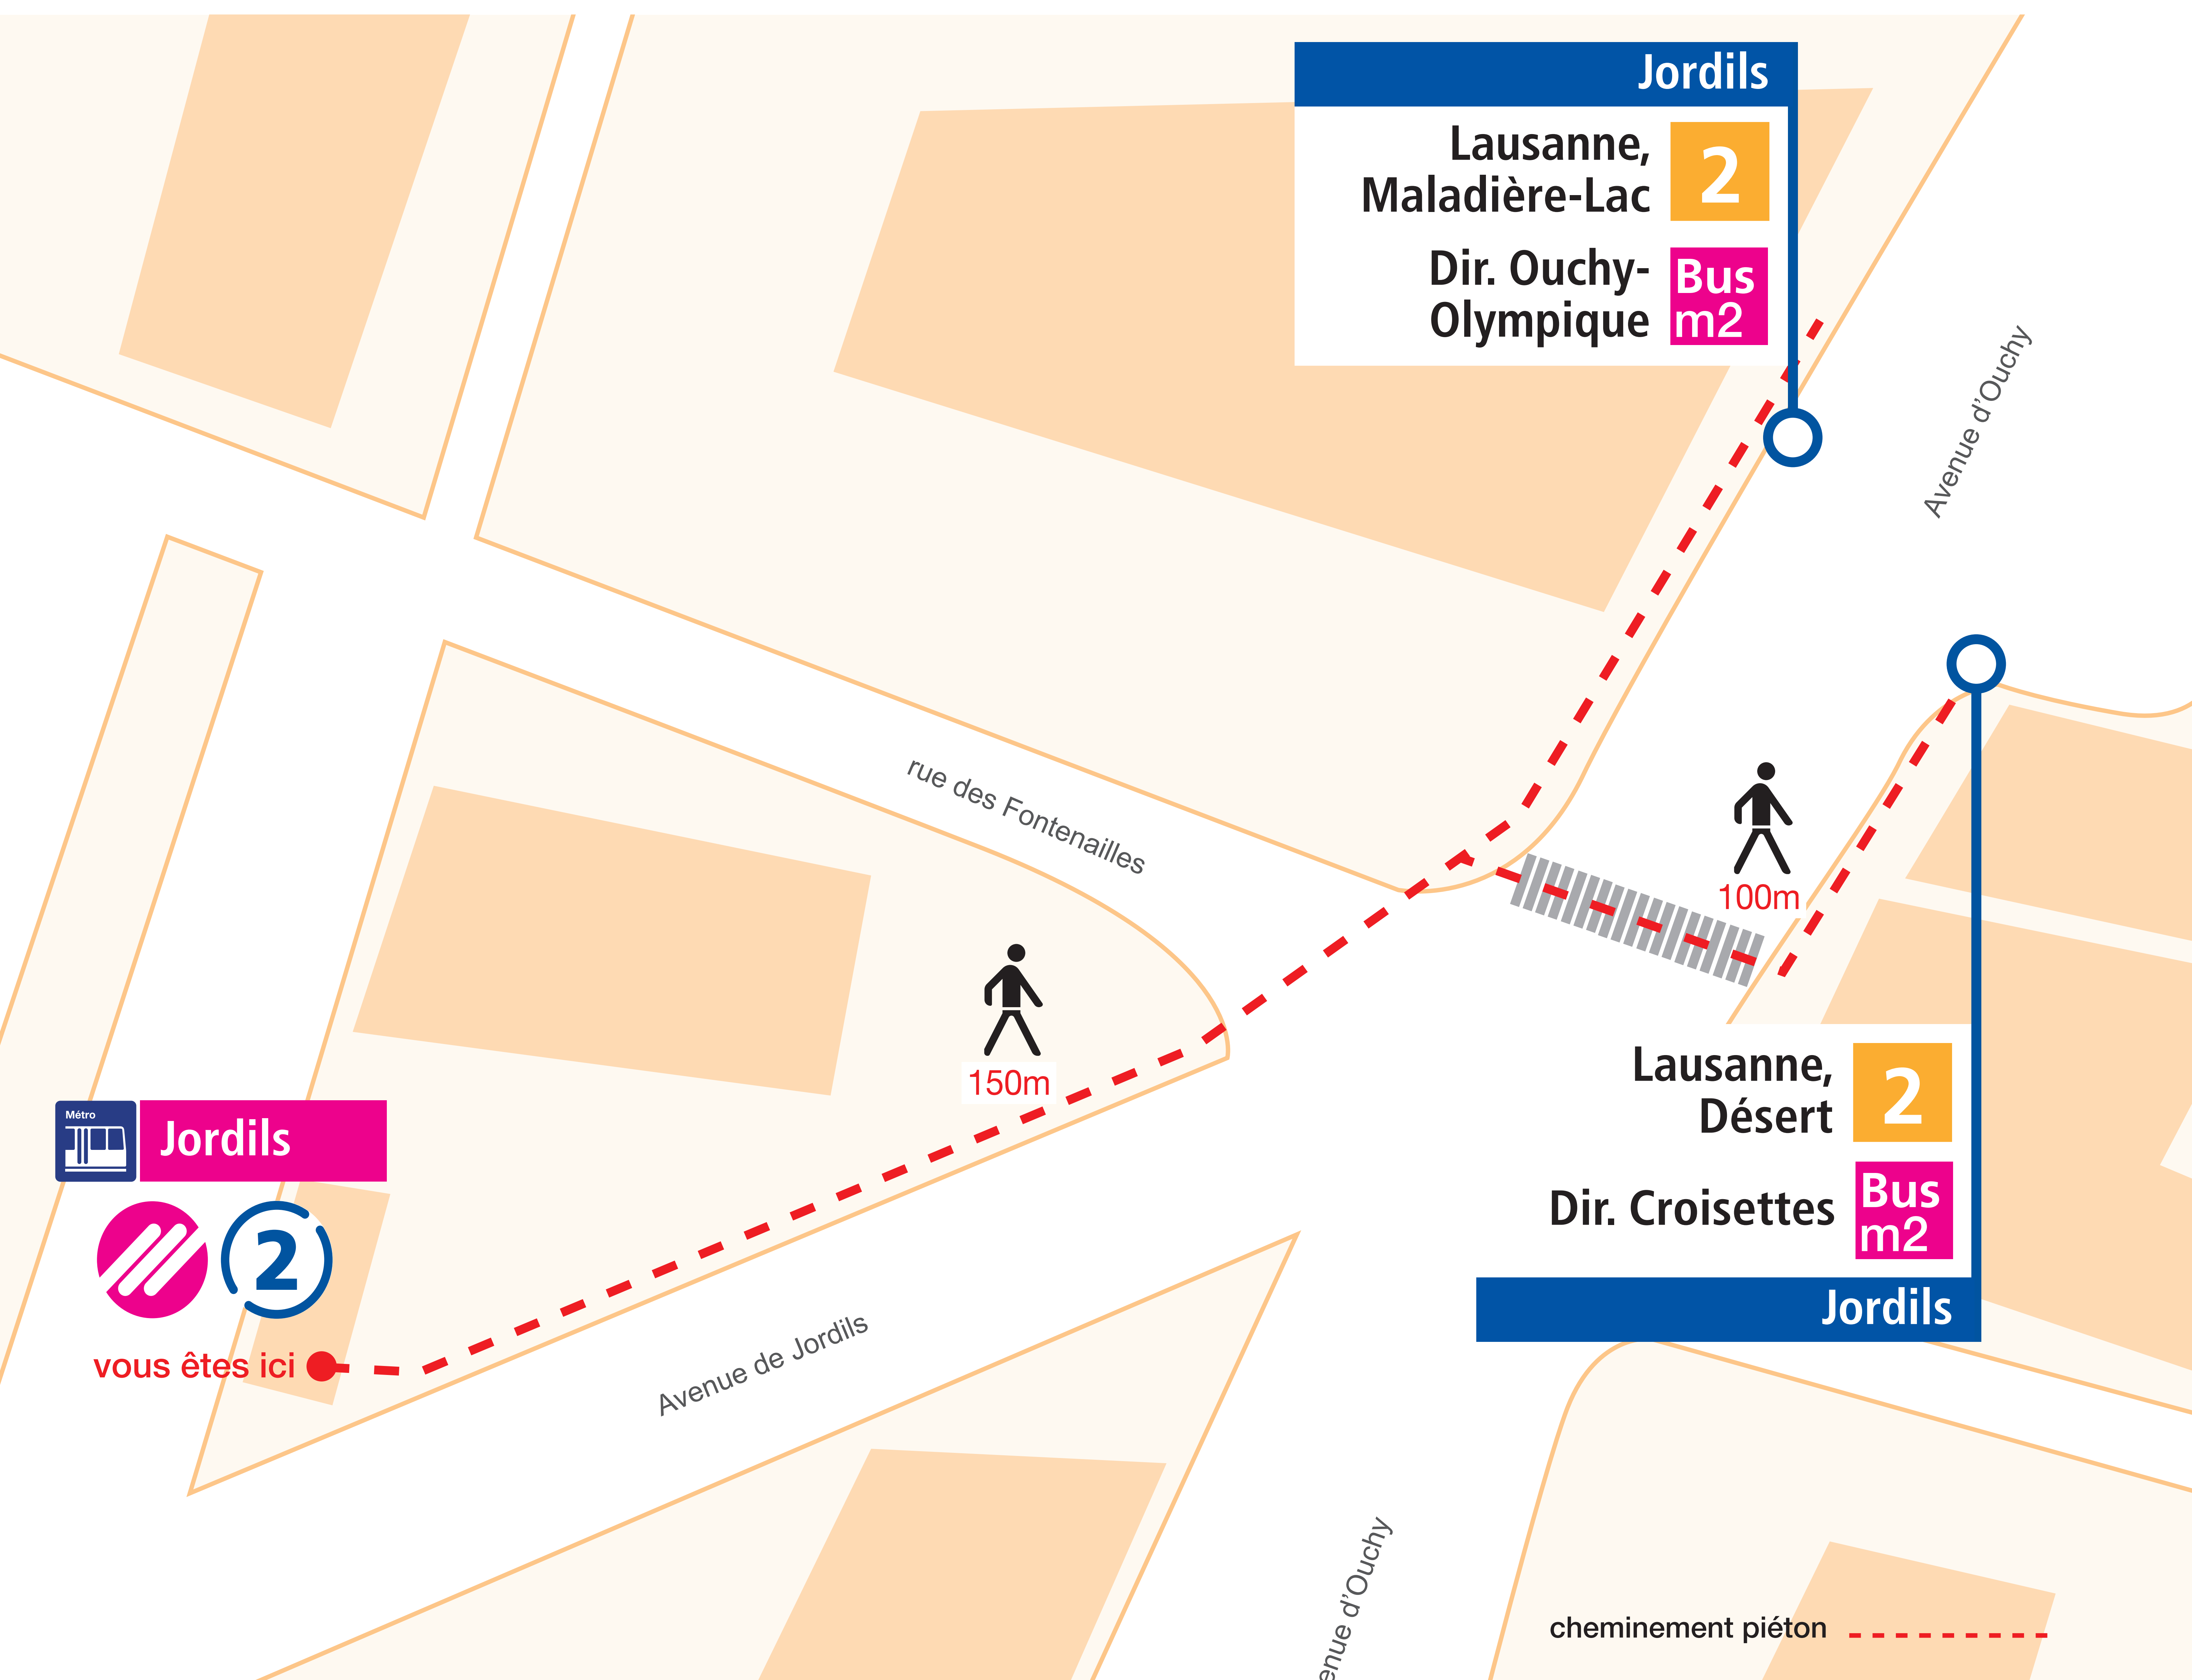 Jordils
Lausanne,
Maladière-Lac
2
Dir. Ouchy-
Olympique
Bus
m2
Avenue d'Ouchy
rue des Fontenailles
100m
150m
Métro
Jordils
2
vous êtes ici
Avenue de Jordils
Lausanne,
Désert
2
Dir. Croisettes
Bus
m2
Jordils
enue d'Ouchy
cheminement piéton